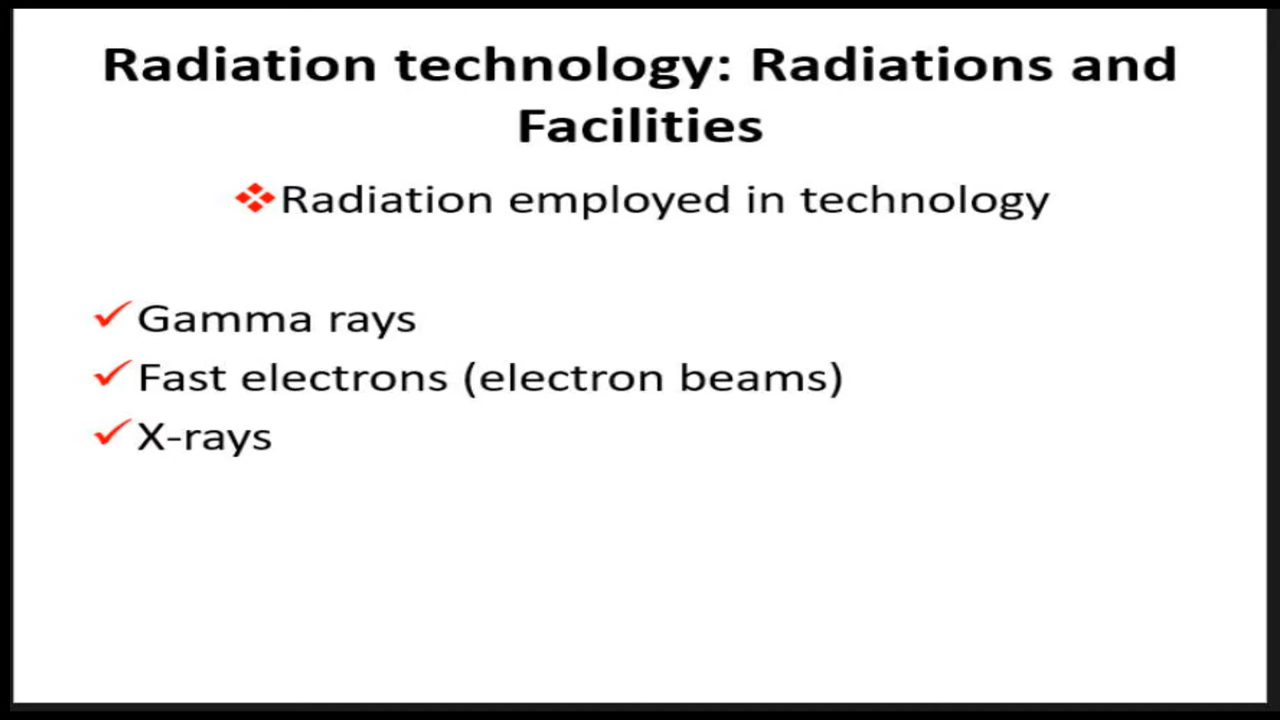 Radiation technology: Radiations and
Facilities
❖Radiation employed in technology
✓Gamma rays
✓Fast electrons (electron beams)
✓X-rays